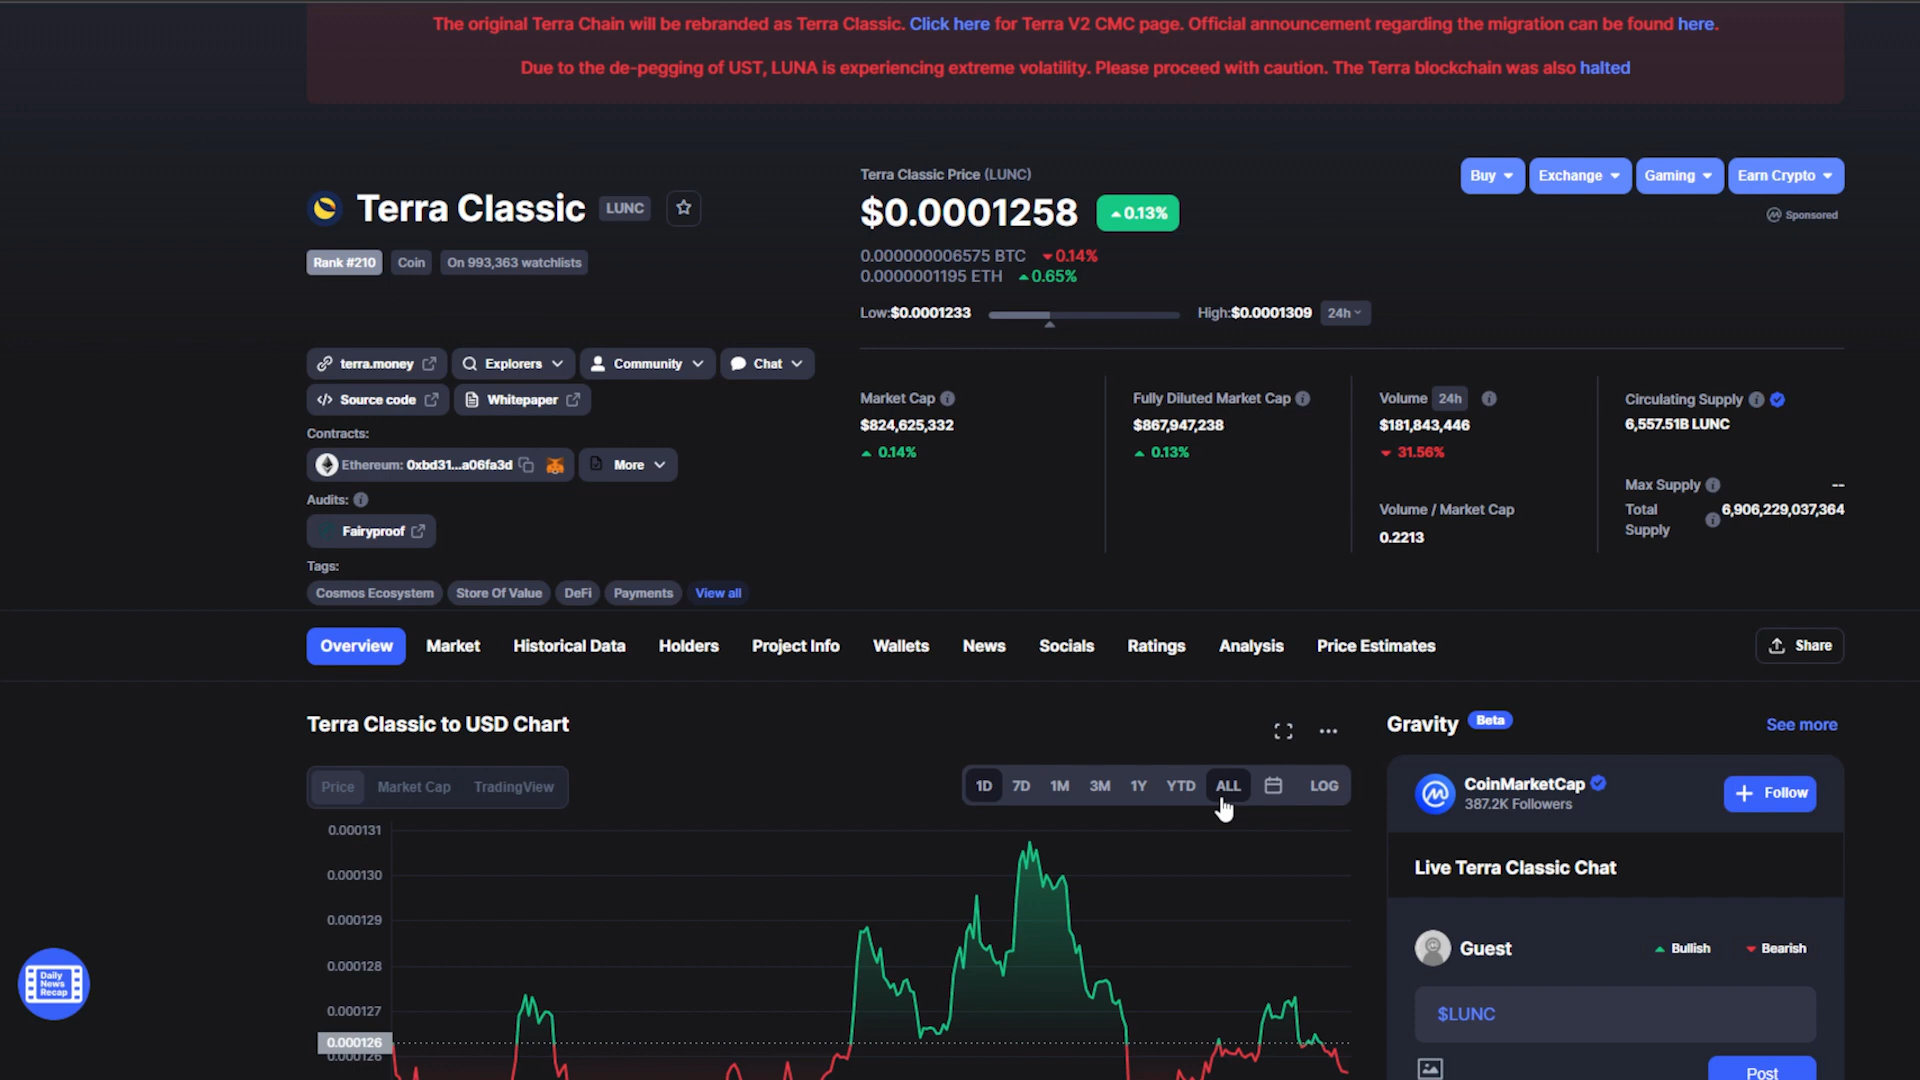 The original Terra Chain will be rebranded as Terra Classic. Click here for Terra V2 CMC page. Official announcement regarding the migration can be found here.
Due to the de-pegging of UST, LUNA is experiencing extreme volatility. Please proceed with caution. The Terra blockchain was also halted
Terra Classic LUNC
Rank #210 Coin On 993,363 watchlists
Terra Classic Price (LUNC)
$0.0001258 0.13%
0.000000006575 BTC 0.14%
0.0000001195 ETH 0.65%
Low:$0.0001233 High:$0.0001309 24h
Buy Exchange Gaming Earn Crypto
Sponsored
terra.money Explorers Community Chat
Source code Whitepaper
Contracts:
Ethereum: 0xbd31...a06fa3d More
Audits:
Fairyproof
Tags:
Cosmos Ecosystem Store Of Value DeFi Payments View all
Market Cap
$824,625,332
0.14%
Fully Diluted Market Cap
$867,947,238
0.13%
Volume 24h
$181,843,446
31.56%
Volume / Market Cap
0.2213
Circulating Supply
6,557.51B LUNC
Max Supply --
Total Supply 6,906,229,037,364
Overview Market Historical Data Holders Project Info Wallets News Socials Ratings Analysis Price Estimates Share
Terra Classic to USD Chart
Price Market Cap TradingView
1D 7D 1M 3M 1Y YTD ALL LOG
0.000131
0.000130
0.000129
0.000128
0.000127
0.000126
0.000126
Gravity Beta See more
CoinMarketCap
387.2K Followers
Follow
Live Terra Classic Chat
Guest Bullish Bearish
$LUNC
Post
Daily
News
Recap